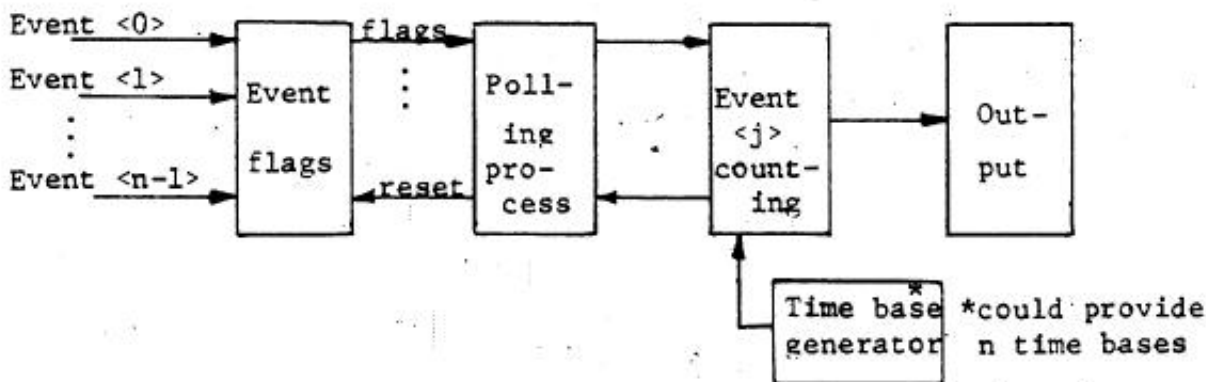 Event <0>
Event <1>
Event <n-1>
Event
flags
flags
reset
Poll-
ing
pro-
cess
Event
<j>
count-
ing
Out-
put
Time base*
generator
*could provide
n time bases